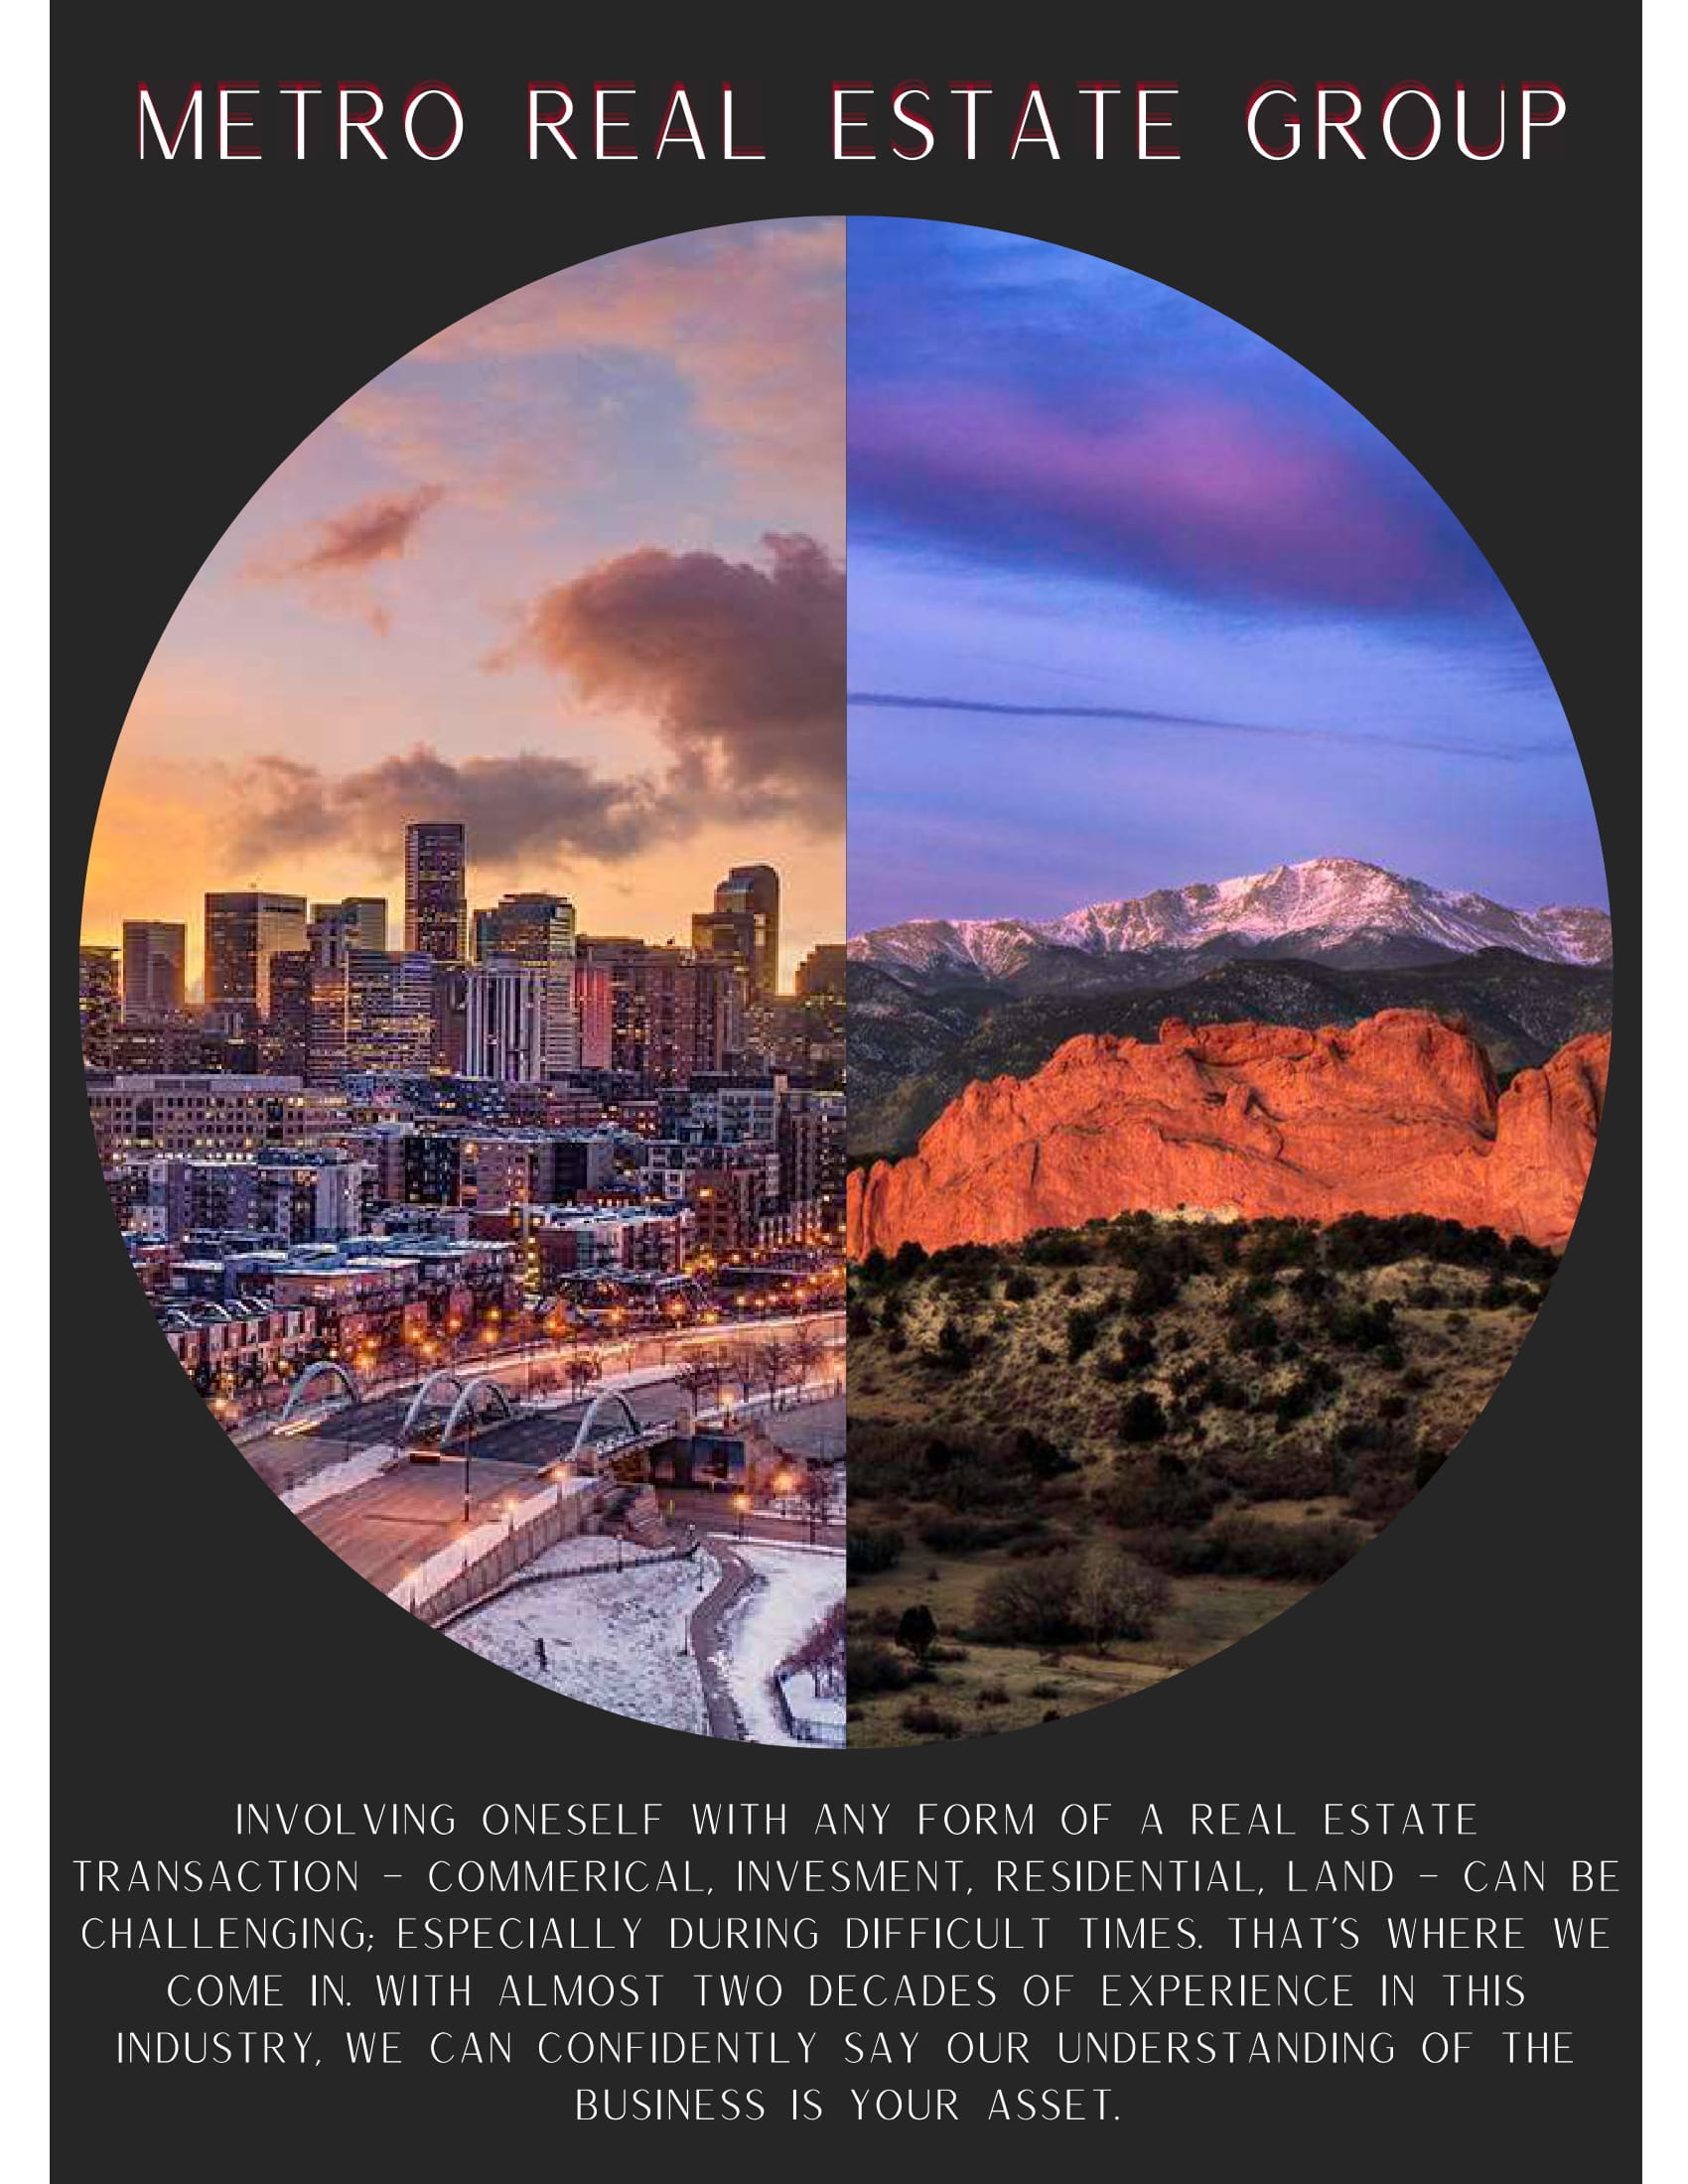 METRO REAL ESTATE GROUP
INVOLVING ONESELF WITH ANY FORM OF A REAL ESTATE
TRANSACTION – COMMERICAL, INVESMENT, RESIDENTIAL, LAND – CAN BE
CHALLENGING; ESPECIALLY DURING DIFFICULT TIMES. THAT'S WHERE WE
COME IN. WITH ALMOST TWO DECADES OF EXPERIENCE IN THIS
INDUSTRY, WE CAN CONFIDENTLY SAY OUR UNDERSTANDING OF THE
BUSINESS IS YOUR ASSET.